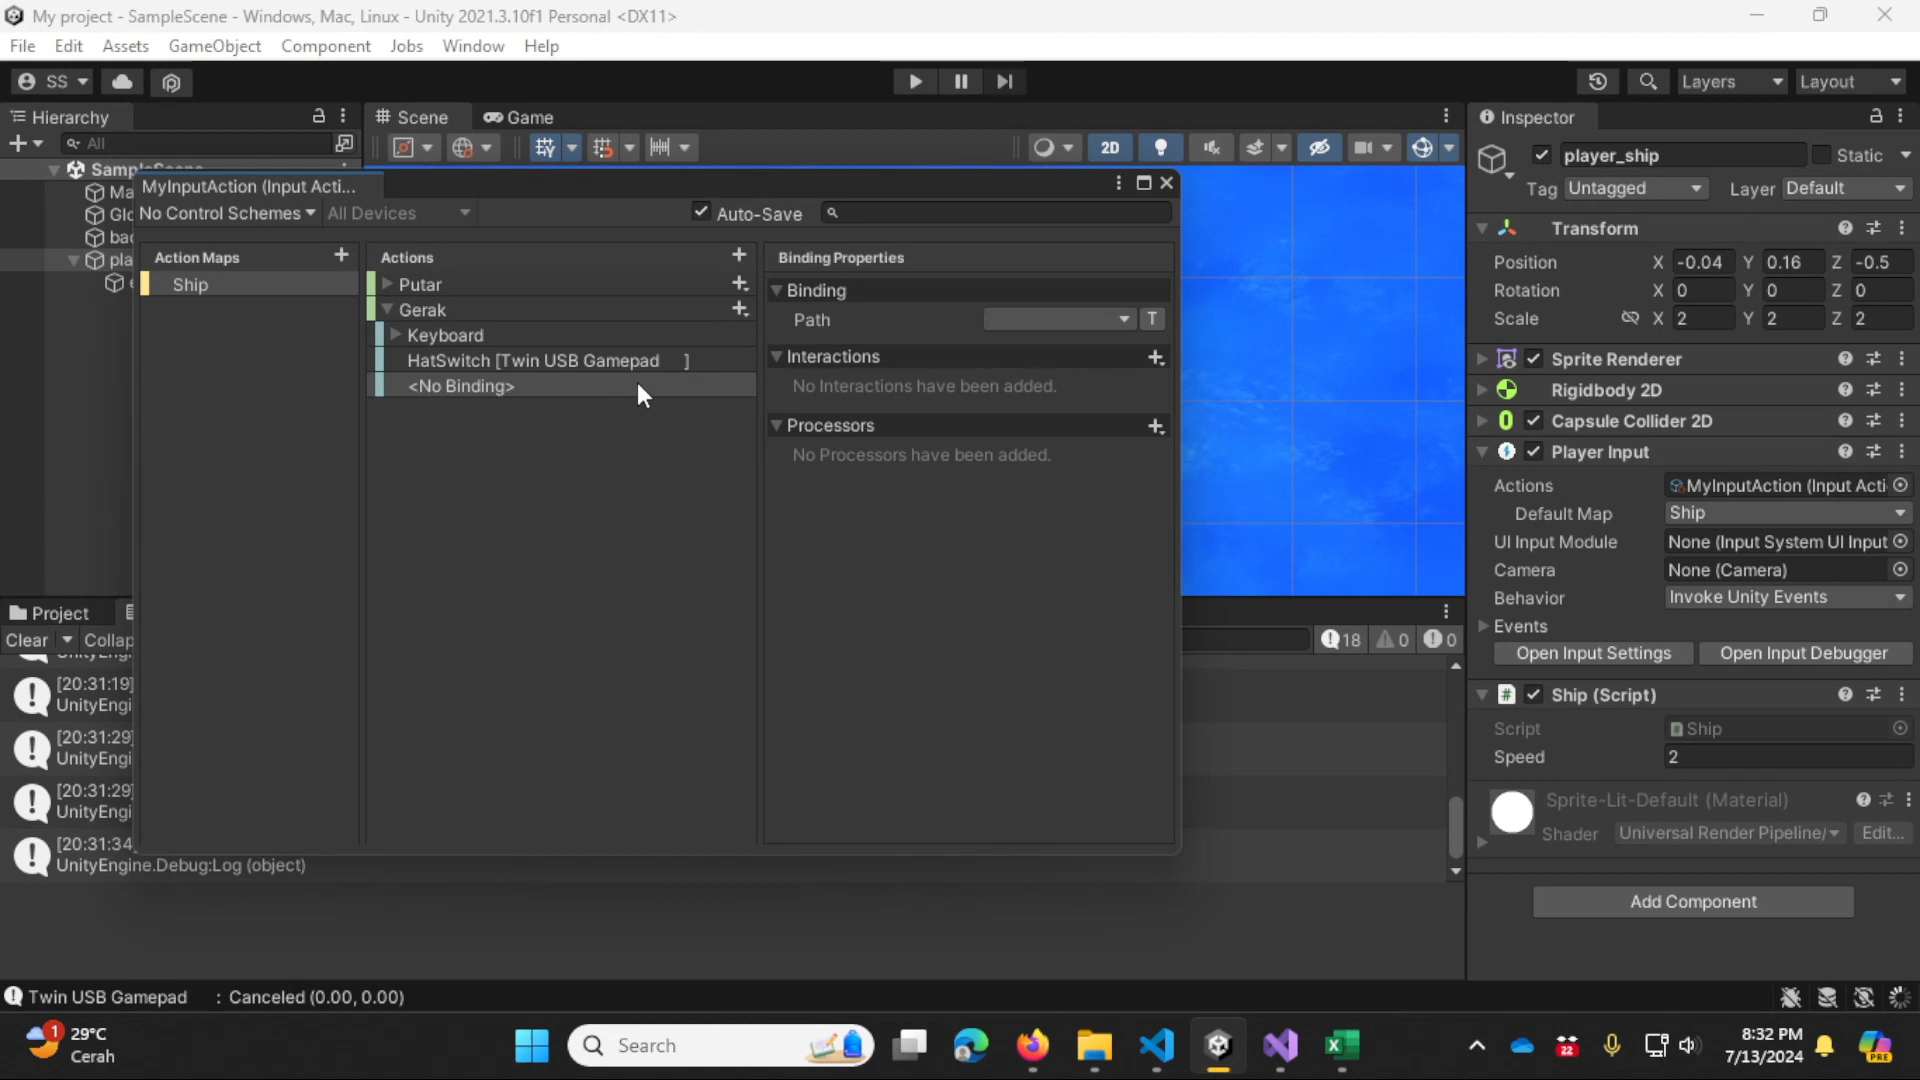 My project - SampleScene - Windows, Mac, Linux - Unity 2021.3.10f1 Personal <DX11>
File Edit Assets GameObject Component Jobs Window Help
SS Layers Layout
Hierarchy Scene Game Inspector
All 2D player_ship Static
SampleScene
Tag Untagged Layer Default
MyInputAction (Input Acti...
No Control Schemes All Devices Auto-Save
Action Maps Actions Binding Properties
Ship Putar Binding
Gerak Path T
Keyboard Interactions
HatSwitch [Twin USB Gamepad ]
<No Binding> No Interactions have been added.
Processors
No Processors have been added.
Transform
Position X -0.04 Y 0.16 Z -0.5
Rotation X 0 Y 0 Z 0
Scale X 2 Y 2 Z 2
Sprite Renderer
Rigidbody 2D
Capsule Collider 2D
Player Input
Actions MyInputAction (Input Acti
Default Map Ship
UI Input Module None (Input System UI Input
Camera None (Camera)
Behavior Invoke Unity Events
Events
Open Input Settings Open Input Debugger
Ship (Script)
Script Ship
Speed 2
Sprite-Lit-Default (Material)
Shader Universal Render Pipeline/ Edit...
Add Component
Project
Clear Collap 18 0 0
[20:31:19]
UnityEngi
[20:31:29]
UnityEngi
[20:31:29]
UnityEngi
[20:31:34]
UnityEngine.Debug:Log (object)
Twin USB Gamepad : Canceled (0.00, 0.00)
1 29°C
Cerah
Search
22
8:32 PM
7/13/2024
PRE